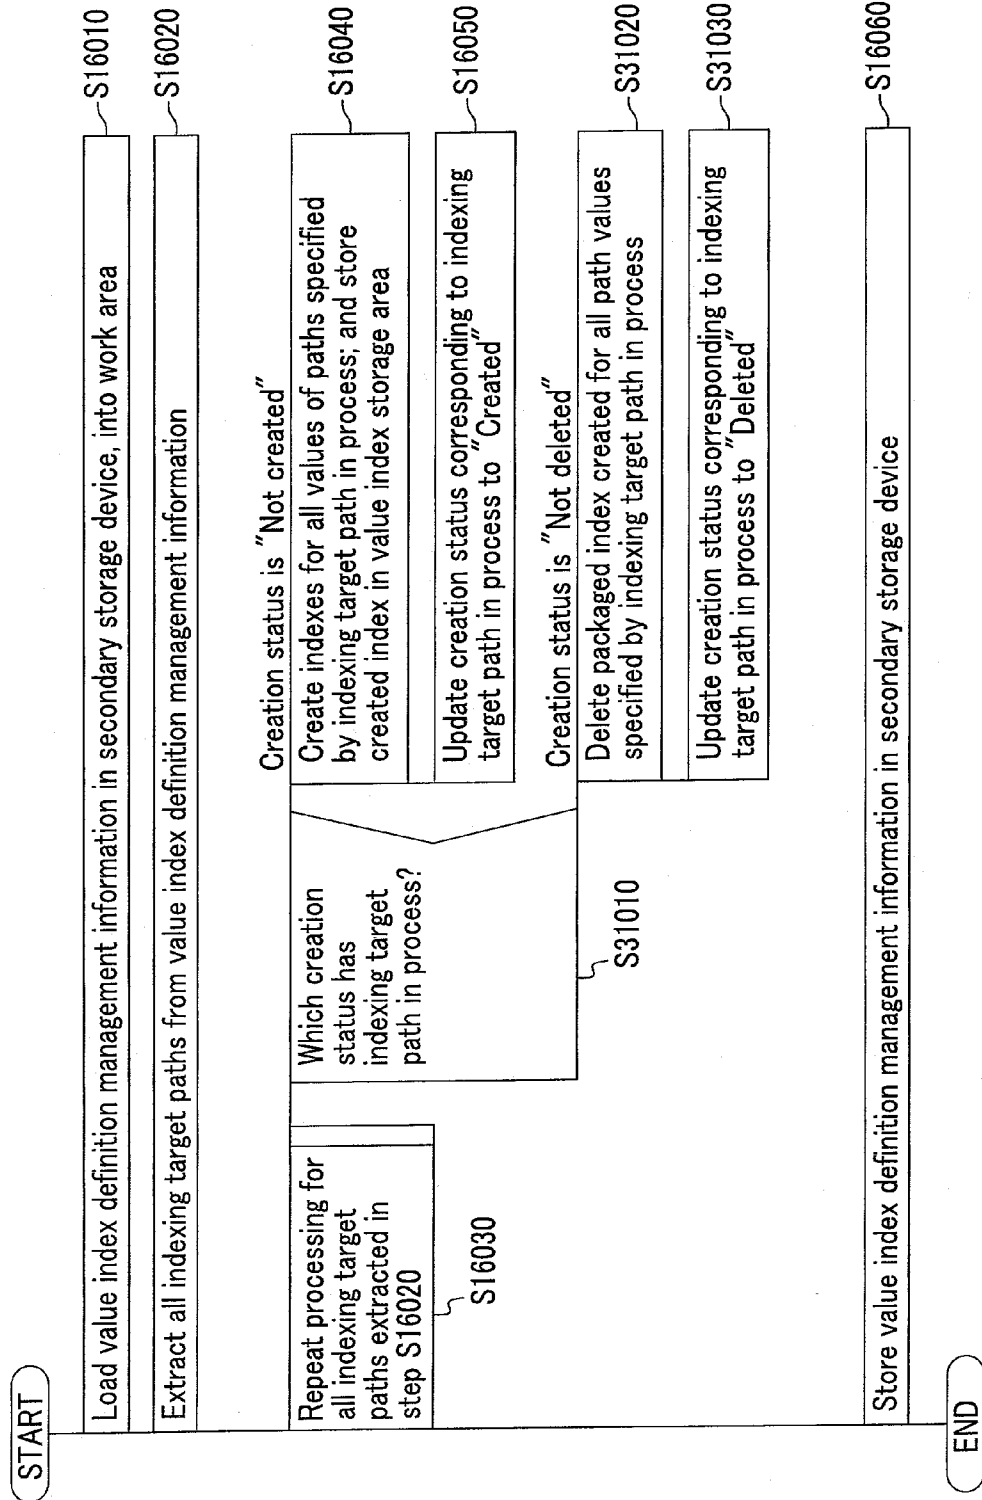 START
Load value index definition management information in secondary storage device, into work area
S16010
Extract all indexing target paths from value index definition management information
S16020
Repeat processing for
all indexing target
paths extracted in
step S16020
S16030
Which creation
status has
indexing target
path in process?
S31010
Creation status is "Not created"
Create indexes for all values of paths specified
by indexing target path in process; and store
created index in value index storage area
S16040
Update creation status corresponding to indexing
target path in process to "Created"
S16050
Creation status is "Not deleted"
Delete packaged index created for all path values
specified by indexing target path in process
S31020
Update creation status corresponding to indexing
target path in process to "Deleted"
S31030
Store value index definition management information in secondary storage device
S16060
END